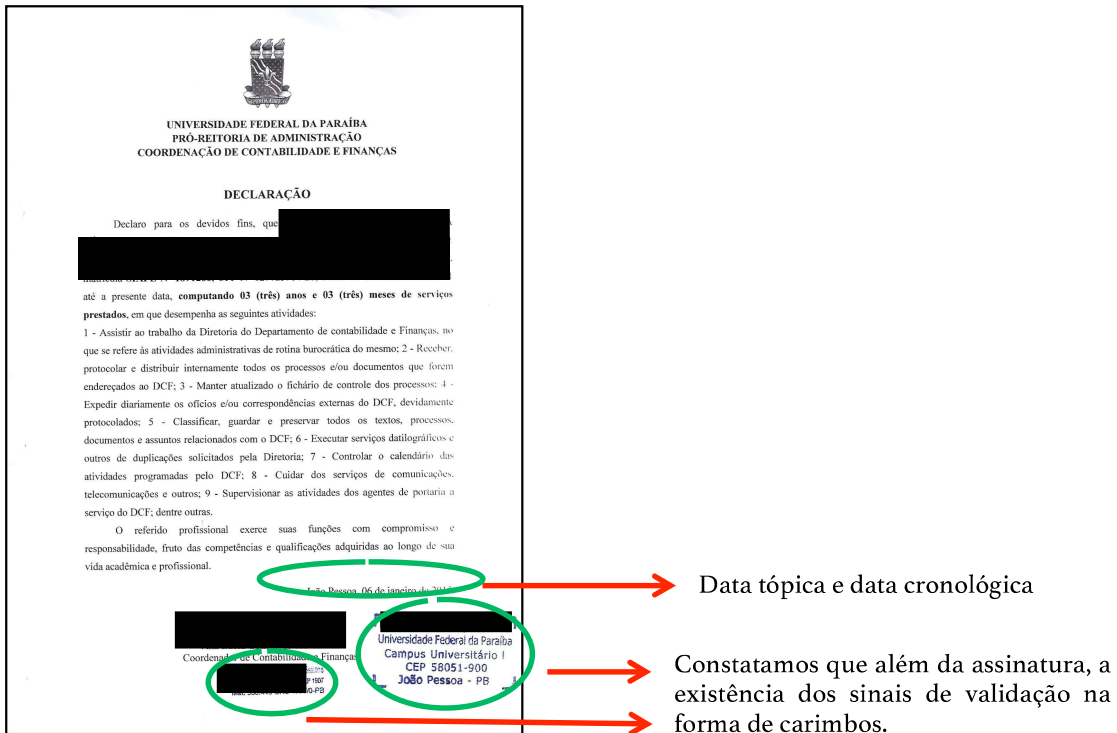 UNIVERSIDADE FEDERAL DA PARAÍBA
PRÓ-REITORIA DE ADMINISTRAÇÃO
COORDENAÇÃO DE CONTABILIDADE E FINANÇAS
DECLARAÇÃO
Declaro para os devidos fins, que
até a presente data, computando 03 (três) anos e 03 (três) meses de serviços
prestados, em que desempenha as seguintes atividades:
1 - Assistir ao trabalho da Diretoria do Departamento de contabilidade e Finanças, no
que se refere às atividades administrativas de rotina burocrática do mesmo; 2 - Receber,
protocolar e distribuir internamente todos os processos e/ou documentos que forem
endereçados ao DCF; 3 - Manter atualizado o fichário de controle dos processos; 4 -
Expedir diariamente os ofícios e/ou correspondências externas do DCF, devidamente
protocolados; 5 - Classificar, guardar e preservar todos os textos, processos,
documentos e assuntos relacionados com o DCF; 6 - Executar serviços datilográficos e
outros de duplicações solicitados pela Diretoria; 7 - Controlar o calendário das
atividades programadas pelo DCF; 8 - Cuidar dos serviços de comunicações,
telecomunicações e outros; 9 - Supervisionar as atividades dos agentes de portaria a
serviço do DCF; dentre outras.
O referido profissional exerce suas funções com compromisso e
responsabilidade, fruto das competências e qualificações adquiridas ao longo de sua
vida acadêmica e profissional.
João Pessoa, 06 de janeiro de
Coordenador de Contabilidade e Finanças
Universidade Federal da Paraíba
Campus Universitário I
CEP 58051-900
João Pessoa - PB
Data tópica e data cronológica
Constatamos que além da assinatura, a
existência dos sinais de validação na
forma de carimbos.